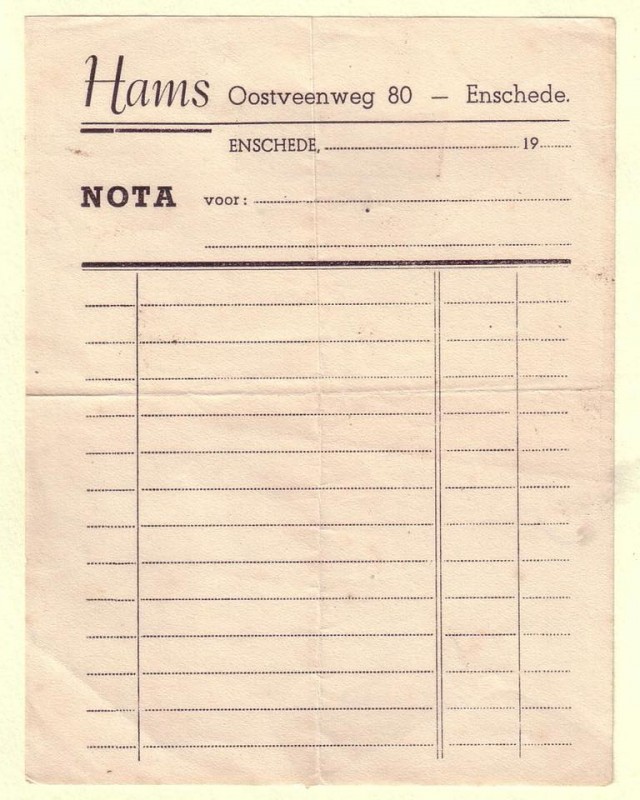 Hams Oostveenweg 80 — Enschede.
ENSCHEDE, 19
NOTA voor: